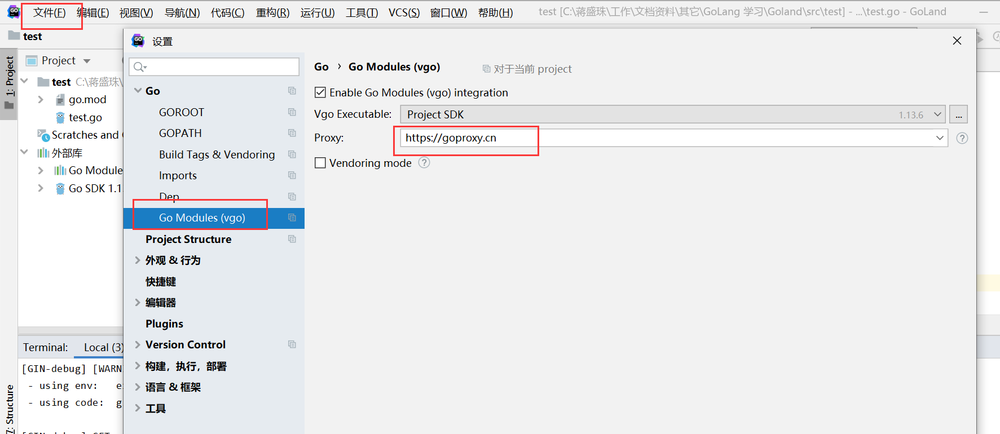 文件(F) 编辑(E) 视图(V) 导航(N) 代码(C) 重构(R) 运行(U) 工具(T) VCS(S) 窗口(W) 帮助(H) test [C:\蒋盛珠\工作\文档资料\其它\GoLang 学习\Goland\src\test] - ...\test.go - GoLand
test
1: Project
Project
test C:\蒋盛珠\
go.mod
test.go
Scratches and
外部库
Go Module
Go SDK 1.1
7: Structure
Terminal: Local (3)
[GIN-debug] [WARN
- using env:
- using code: g
[GIN-debug] GET
设置
Go
GOROOT
GOPATH
Build Tags & Vendoring
Imports
Dep
Go Modules (vgo)
Project Structure
外观 & 行为
快捷键
编辑器
Plugins
Version Control
构建，执行，部署
语言 & 框架
工具
Go › Go Modules (vgo) 对于当前 project
Enable Go Modules (vgo) integration
Vgo Executable: Project SDK 1.13.6 ...
Proxy: https://goproxy.cn ?
Vendoring mode ?